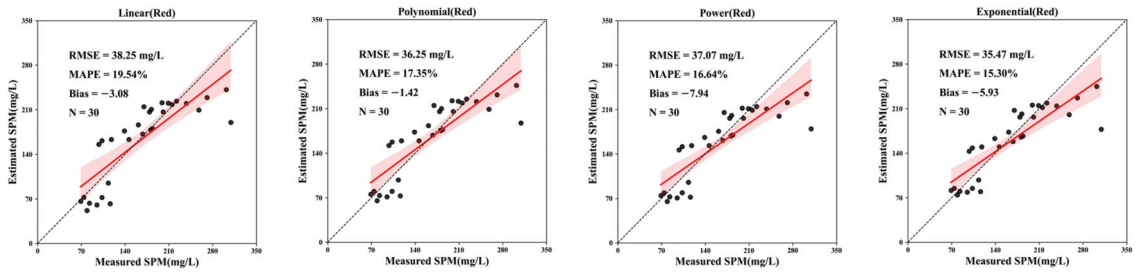 Linear(Red)
Estimated SPM(mg/L)
350
280
210
140
70
0
RMSE = 38.25 mg/L
MAPE = 19.54%
Bias = −3.08
N = 30
0 70 140 210 280 350
Measured SPM(mg/L)
Polynomial(Red)
Estimated SPM(mg/L)
350
280
210
140
70
0
RMSE = 36.25 mg/L
MAPE = 17.35%
Bias = −1.42
N = 30
0 70 140 210 280 350
Measured SPM(mg/L)
Power(Red)
Estimated SPM(mg/L)
350
280
210
140
70
0
RMSE = 37.07 mg/L
MAPE = 16.64%
Bias = −7.94
N = 30
0 70 140 210 280 350
Measured SPM(mg/L)
Exponential(Red)
Estimated SPM(mg/L)
350
280
210
140
70
0
RMSE = 35.47 mg/L
MAPE = 15.30%
Bias = −5.93
N = 30
0 70 140 210 280 350
Measured SPM(mg/L)